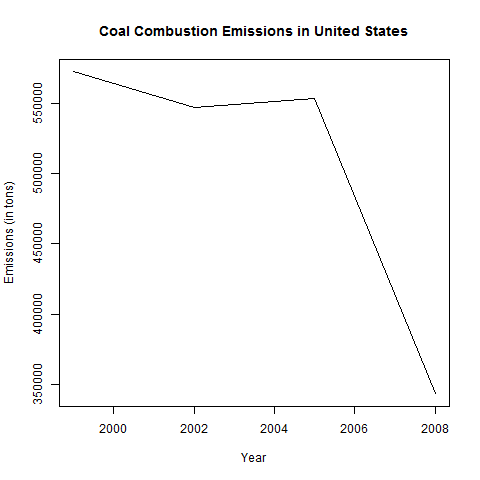 Coal Combustion Emissions in United States
Emissions (in tons)
550000
500000
450000
400000
350000
2000 2002 2004 2006 2008
Year